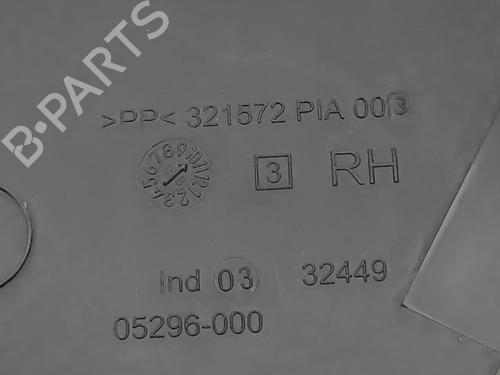 B-PARTS
>PP< 321572 PIA 003
3 RH
Ind 03 32449
05296-000